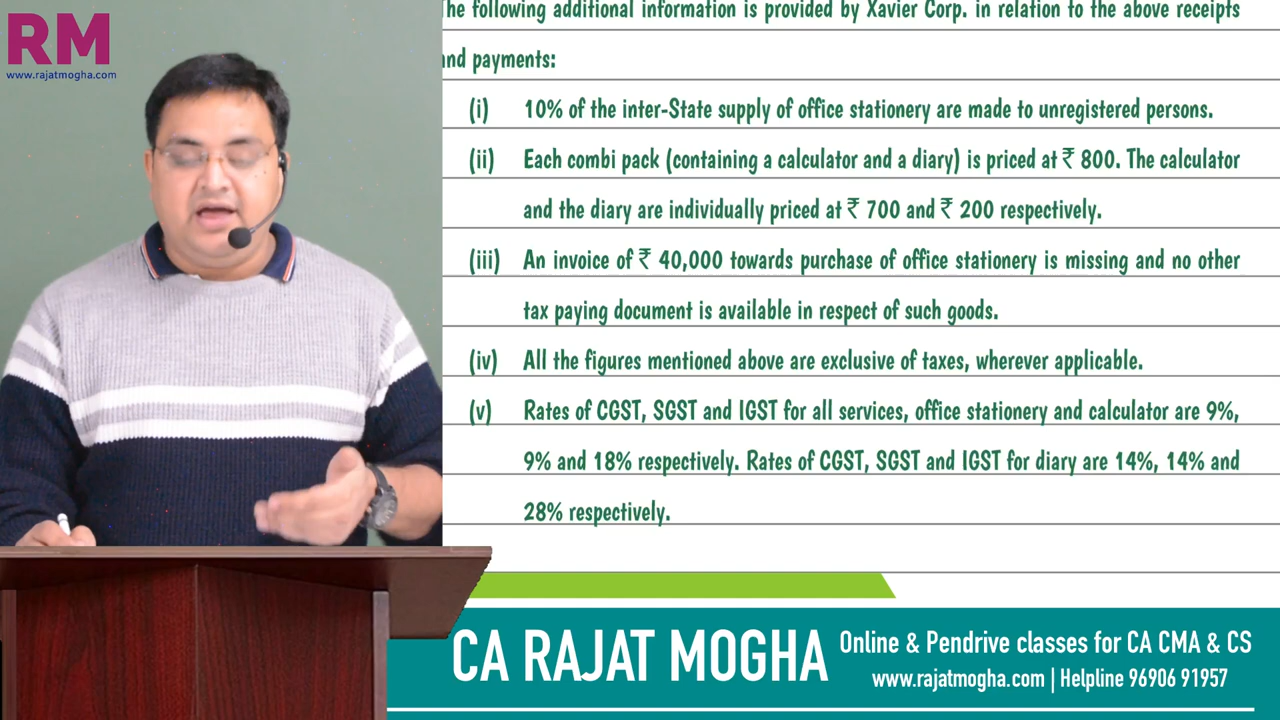 RM
www.rajatmogha.com
he following additional information is provided by Xavier Corp. in relation to the above receipts
nd payments:
(i) 10% of the inter-State supply of office stationery are made to unregistered persons.
(ii) Each combi pack (containing a calculator and a diary) is priced at ₹ 800. The calculator
and the diary are individually priced at ₹ 700 and ₹ 200 respectively.
(iii) An invoice of ₹ 40,000 towards purchase of office stationery is missing and no other
tax paying document is available in respect of such goods.
(iv) All the figures mentioned above are exclusive of taxes, wherever applicable.
(v) Rates of CGST, SGST and IGST for all services, office stationery and calculator are 9%,
9% and 18% respectively. Rates of CGST, SGST and IGST for diary are 14%, 14% and
28% respectively.
CA RAJAT MOGHA
Online & Pendrive classes for CA CMA & CS
www.rajatmogha.com | Helpline 96906 91957